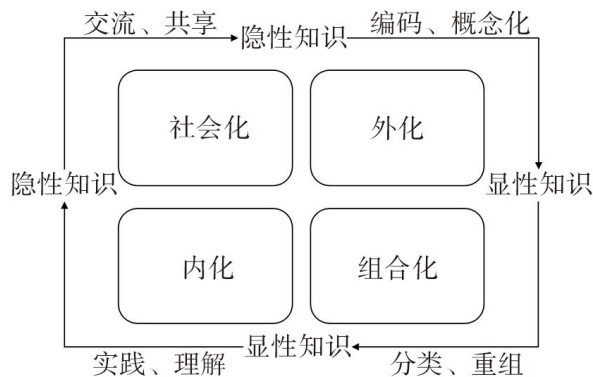 交流、共享
隐性知识
编码、概念化
社会化
外化
隐性知识
显性知识
内化
组合化
实践、理解
显性知识
分类、重组